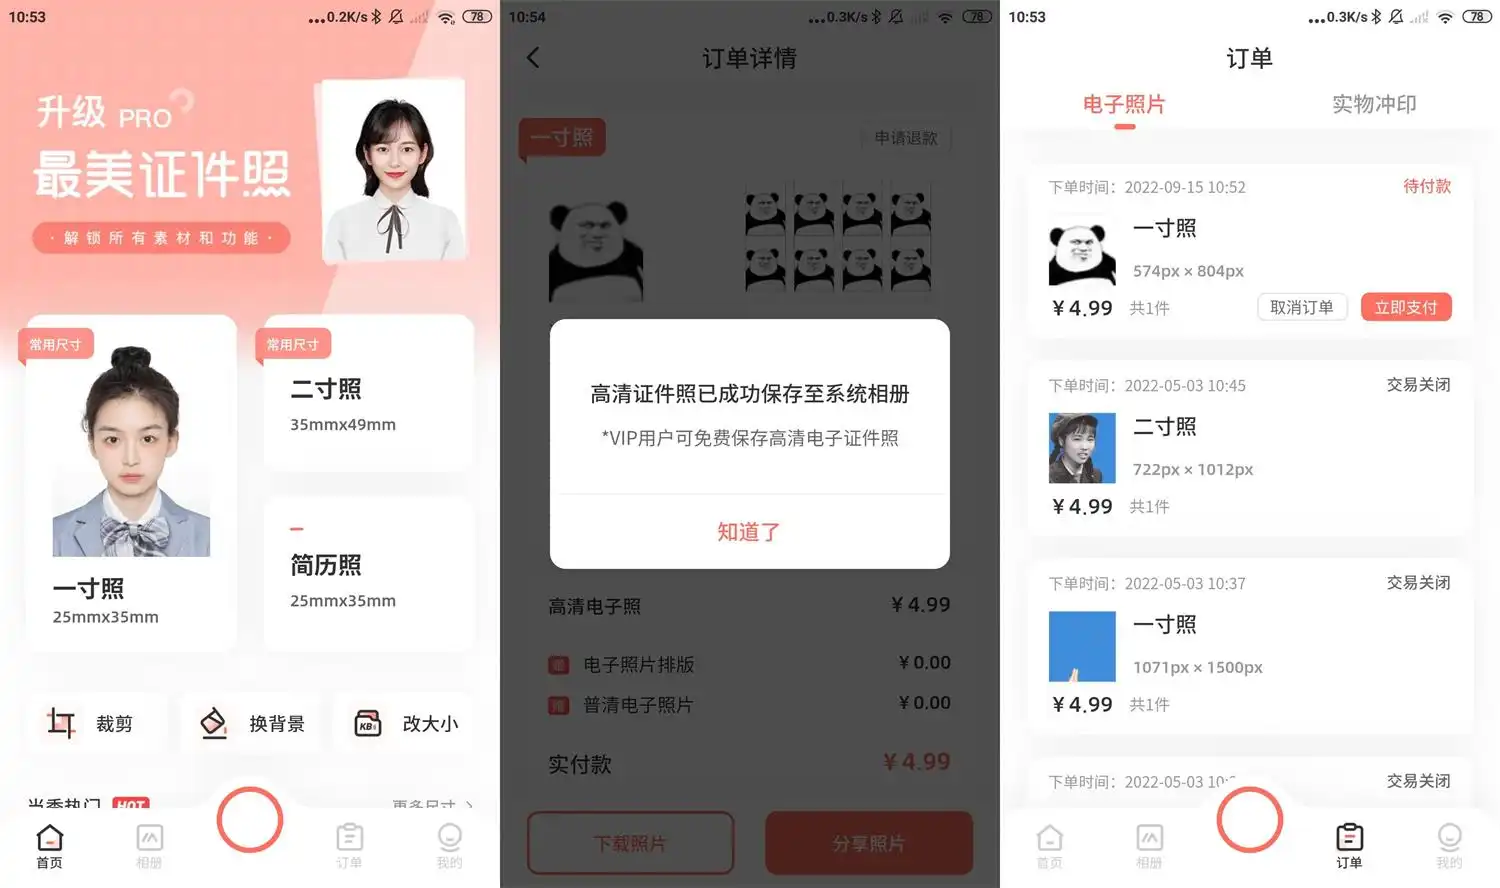 10:53
...0.2K/s
78
升级 PRO
最美证件照
·解锁所有素材和功能·
常用尺寸
一寸照
25mmx35mm
常用尺寸
二寸照
35mmx49mm
简历照
25mmx35mm
裁剪
换背景
KB
改大小
当季热门 HOT
更多尺寸
首页
相册
订单
我的
10:54
...0.3K/s
78
订单详情
一寸照
申请退款
高清证件照已成功保存至系统相册
*VIP用户可免费保存高清电子证件照
知道了
高清电子照
¥4.99
赠 电子照片排版
¥0.00
赠 普清电子照片
¥0.00
实付款
¥4.99
下载照片
分享照片
10:53
...0.3K/s
78
订单
电子照片
实物冲印
下单时间：2022-09-15 10:52
待付款
一寸照
574px × 804px
¥4.99 共1件
取消订单
立即支付
下单时间：2022-05-03 10:45
交易关闭
二寸照
722px × 1012px
¥4.99 共1件
下单时间：2022-05-03 10:37
交易关闭
一寸照
1071px × 1500px
¥4.99 共1件
下单时间：2022-05-03
交易关闭
首页
相册
订单
我的